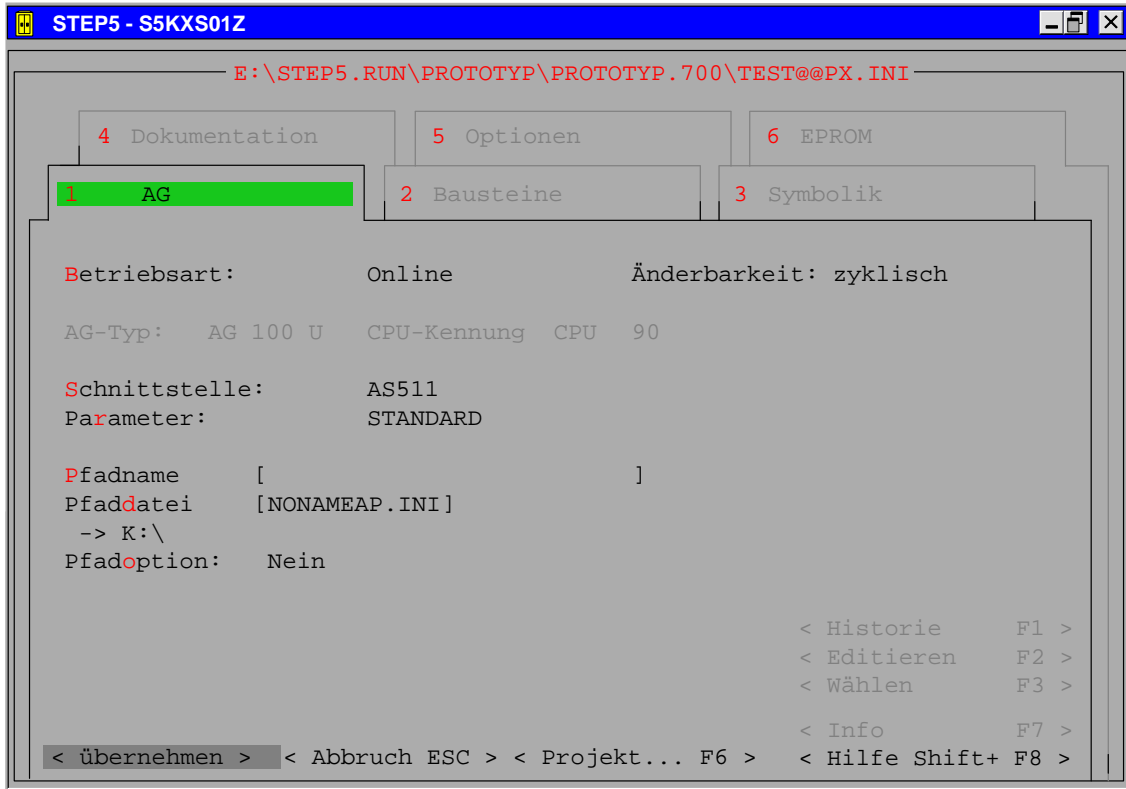 STEP5 - S5KXS01Z
E:\STEP5.RUN\PROTOTYP\PROTOTYP.700\TEST@@PX.INI
4 Dokumentation 5 Optionen 6 EPROM
1 AG 2 Bausteine 3 Symbolik
Betriebsart: Online Änderbarkeit: zyklisch
AG-Typ: AG 100 U CPU-Kennung CPU 90
Schnittstelle: AS511
Parameter: STANDARD
Pfadname [ ]
Pfaddatei [NONAMEAP.INI]
-> K:\
Pfadoption: Nein
< Historie F1 >
< Editieren F2 >
< Wählen F3 >
< Info F7 >
< übernehmen > < Abbruch ESC > < Projekt... F6 > < Hilfe Shift+ F8 >